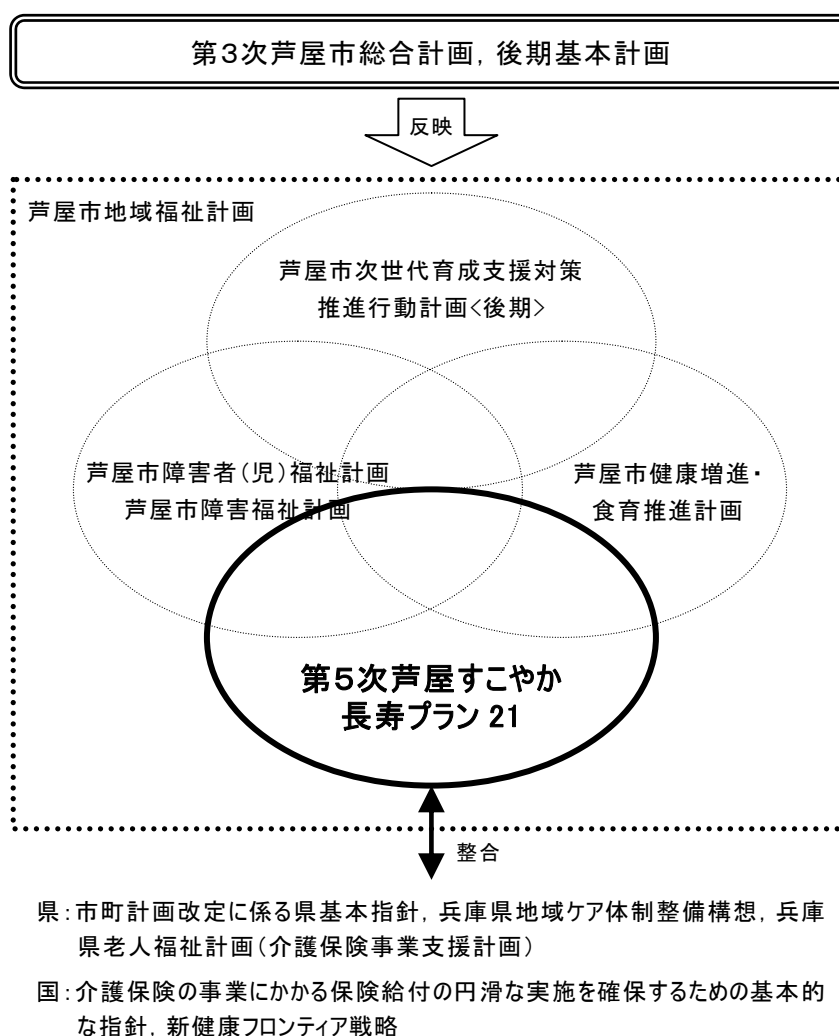 第３次芦屋市総合計画，後期基本計画
反映
芦屋市地域福祉計画
芦屋市次世代育成支援対策
推進行動計画<後期>
芦屋市障害者（児）福祉計画
芦屋市障害福祉計画
芦屋市健康増進・
食育推進計画
第５次芦屋すこやか
長寿プラン 21
整合
県：市町計画改定に係る県基本指針，兵庫県地域ケア体制整備構想，兵庫
県老人福祉計画（介護保険事業支援計画）
国：介護保険の事業にかかる保険給付の円滑な実施を確保するための基本的
な指針，新健康フロンティア戦略